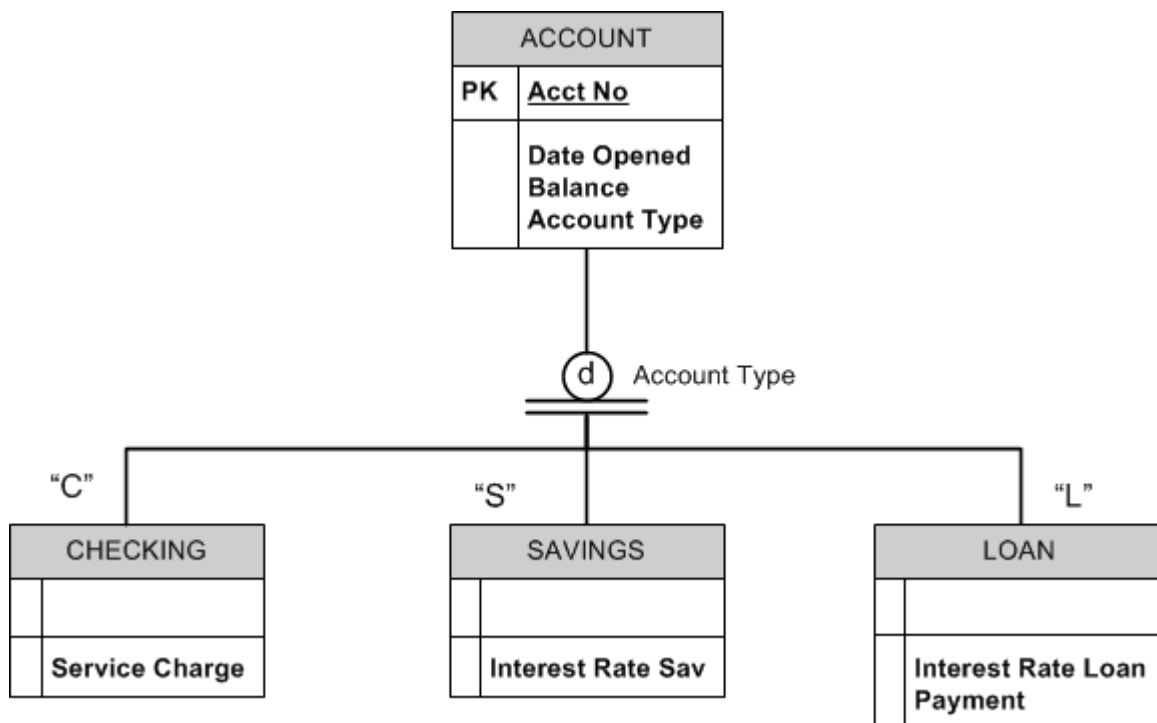 ACCOUNT
PK Acct No
Date Opened
Balance
Account Type
d Account Type
“C”
“S”
“L”
CHECKING
SAVINGS
LOAN
Service Charge
Interest Rate Sav
Interest Rate Loan
Payment